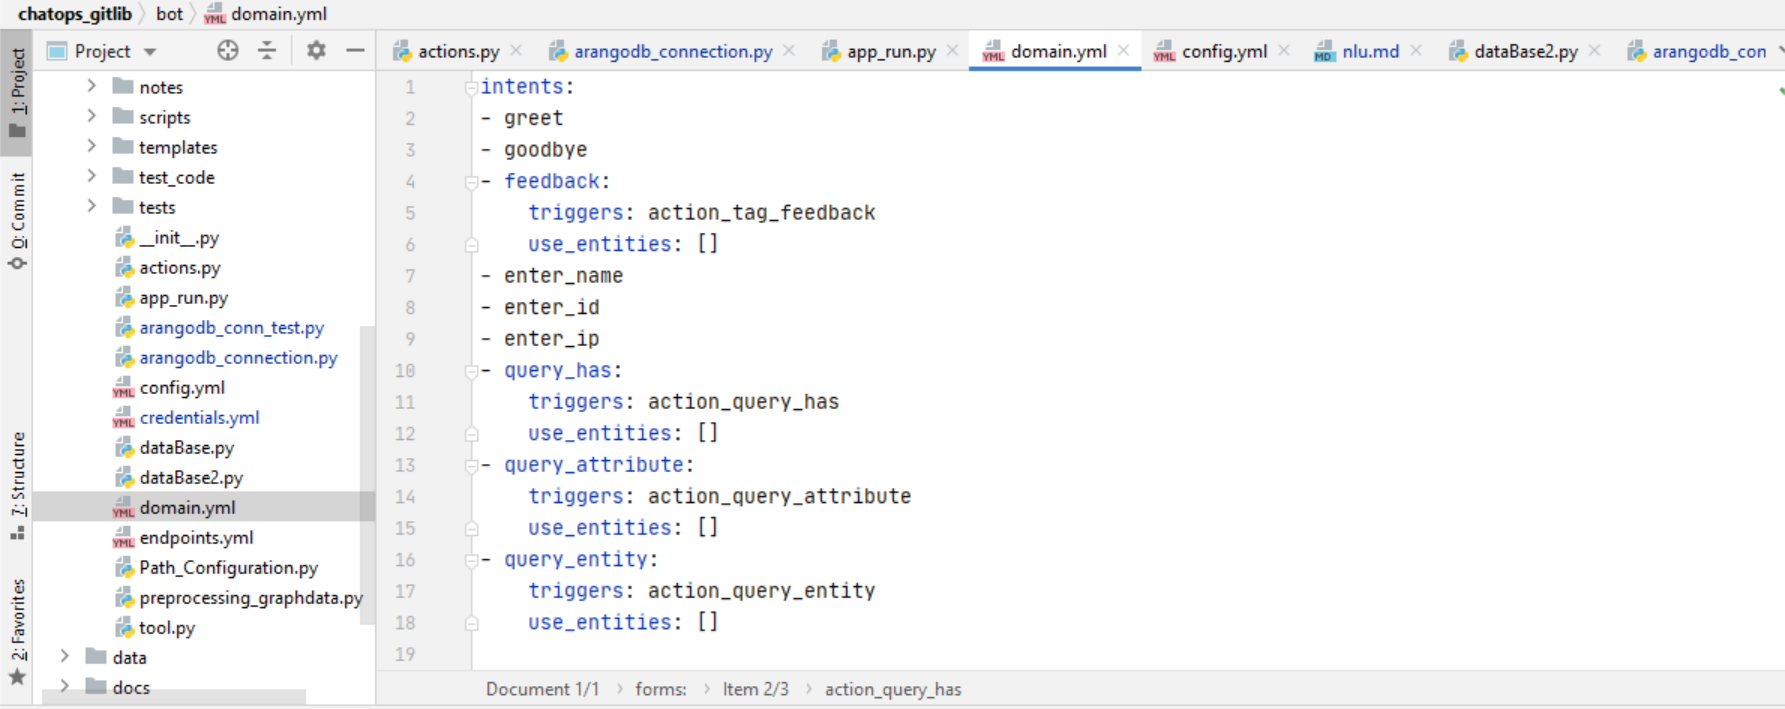 chatops_gitlib bot domain.yml
Project
actions.py arangodb_connection.py app_run.py domain.yml config.yml nlu.md dataBase2.py arangodb_con
1: Project
0: Commit
7: Structure
2: Favorites
notes
scripts
templates
test_code
tests
__init__.py
actions.py
app_run.py
arangodb_conn_test.py
arangodb_connection.py
config.yml
credentials.yml
dataBase.py
dataBase2.py
domain.yml
endpoints.yml
Path_Configuration.py
preprocessing_graphdata.py
tool.py
data
docs
1 intents:
2 - greet
3 - goodbye
4 - feedback:
5 triggers: action_tag_feedback
6 use_entities: []
7 - enter_name
8 - enter_id
9 - enter_ip
10 - query_has:
11 triggers: action_query_has
12 use_entities: []
13 - query_attribute:
14 triggers: action_query_attribute
15 use_entities: []
16 - query_entity:
17 triggers: action_query_entity
18 use_entities: []
19
Document 1/1 forms: Item 2/3 action_query_has